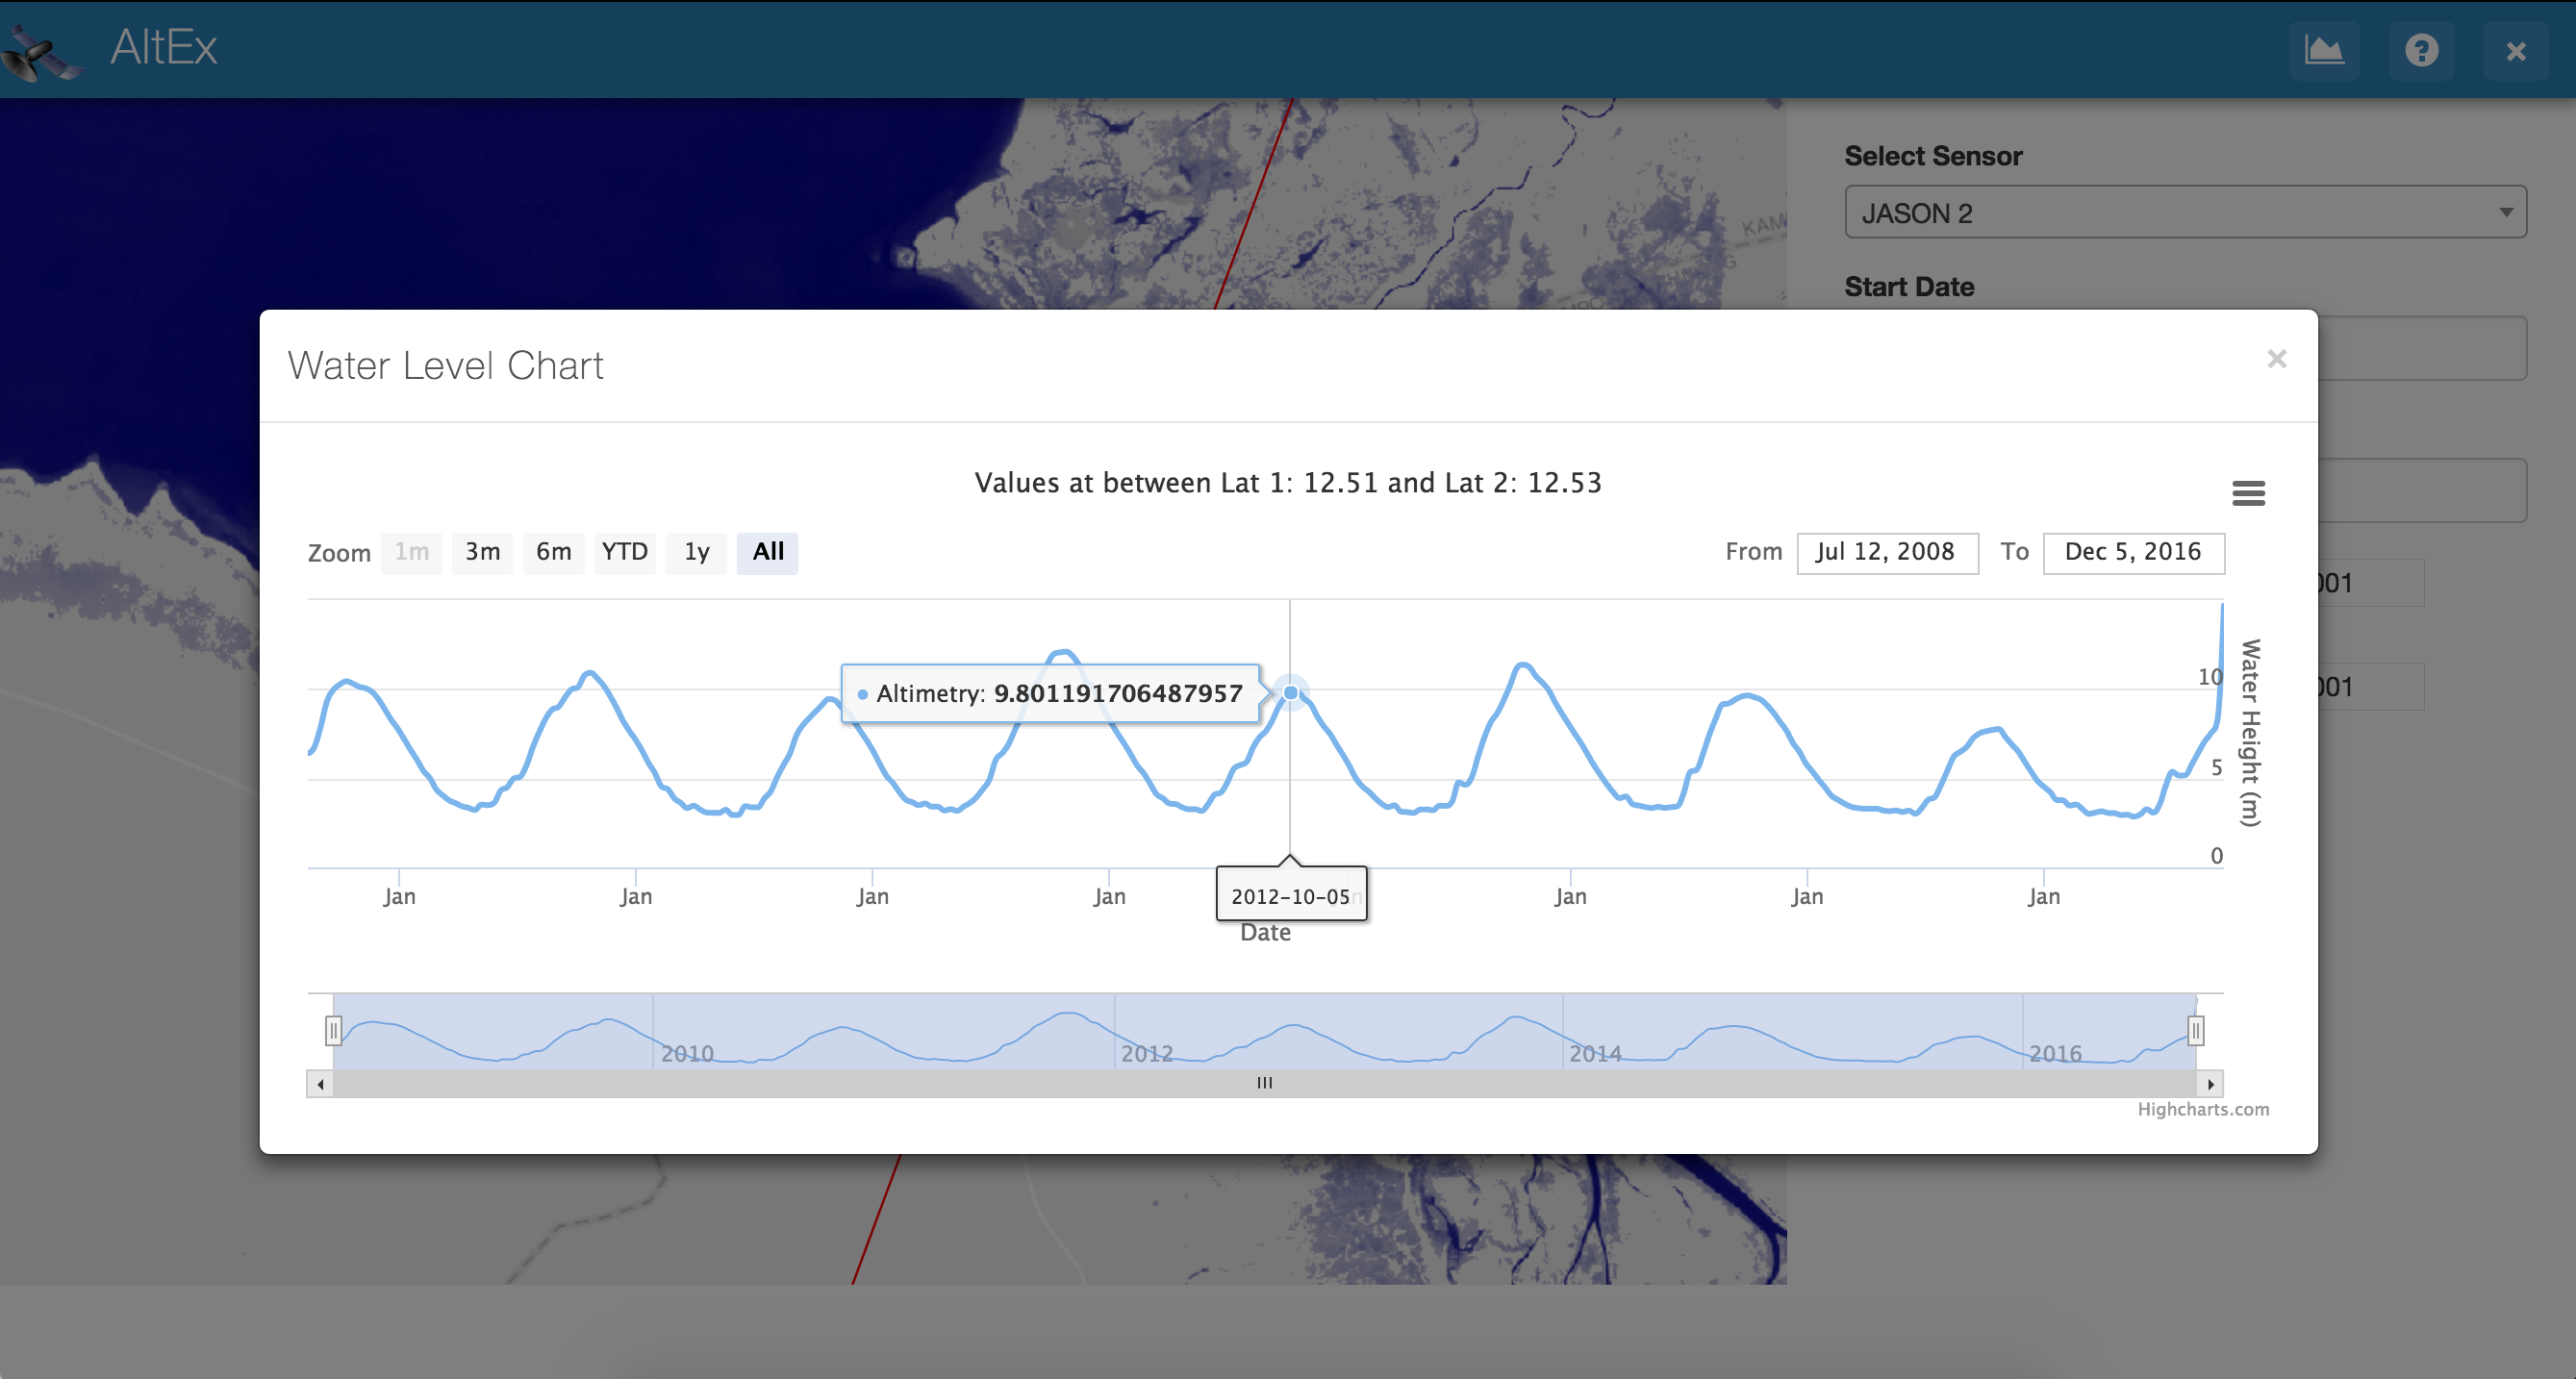 AltEx
Select Sensor
JASON 2
Start Date
Water Level Chart
×
Values at between Lat 1: 12.51 and Lat 2: 12.53
Zoom 1m 3m 6m YTD 1y All From Jul 12, 2008 To Dec 5, 2016
001
001
Altimetry: 9.801191706487957
10
5
0
Water Height (m)
Jan Jan Jan Jan 2012-10-05 Jan Jan Jan
Date
2010 2012 2014 2016
Highcharts.com